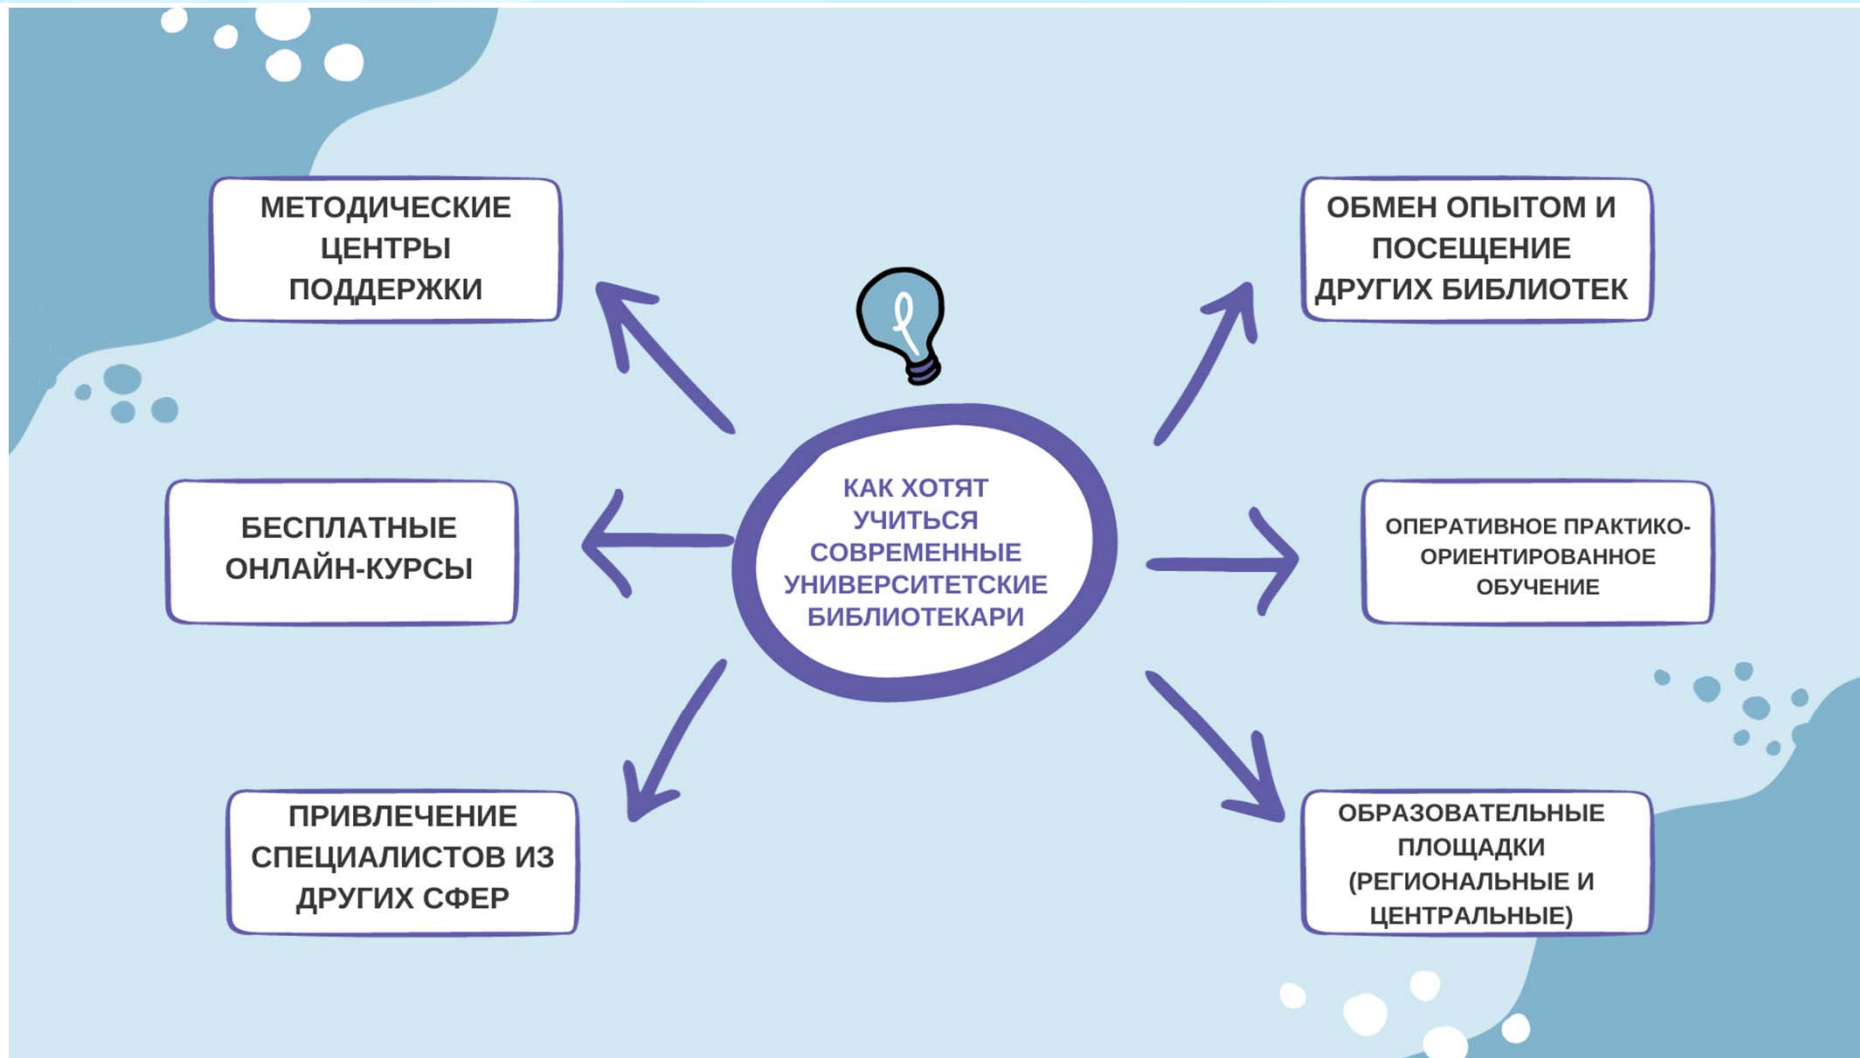 МЕТОДИЧЕСКИЕ
ЦЕНТРЫ
ПОДДЕРЖКИ
ОБМЕН ОПЫТОМ И
ПОСЕЩЕНИЕ
ДРУГИХ БИБЛИОТЕК
БЕСПЛАТНЫЕ
ОНЛАЙН-КУРСЫ
КАК ХОТЯТ
УЧИТЬСЯ
СОВРЕМЕННЫЕ
УНИВЕРСИТЕТСКИЕ
БИБЛИОТЕКАРИ
ОПЕРАТИВНОЕ ПРАКТИКО-
ОРИЕНТИРОВАННОЕ
ОБУЧЕНИЕ
ПРИВЛЕЧЕНИЕ
СПЕЦИАЛИСТОВ ИЗ
ДРУГИХ СФЕР
ОБРАЗОВАТЕЛЬНЫЕ
ПЛОЩАДКИ
(РЕГИОНАЛЬНЫЕ И
ЦЕНТРАЛЬНЫЕ)